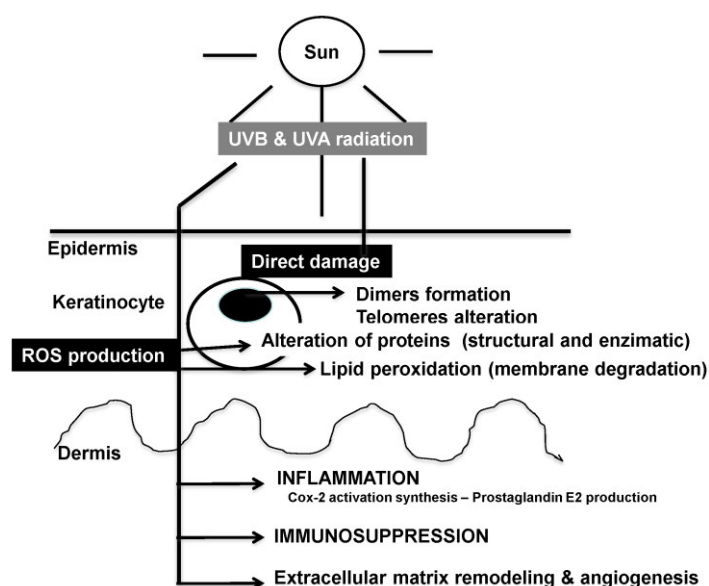 Sun
UVB & UVA radiation
Epidermis
Direct damage
Keratinocyte
Dimers formation
Telomeres alteration
Alteration of proteins (structural and enzimatic)
ROS production
Lipid peroxidation (membrane degradation)
Dermis
INFLAMMATION
Cox-2 activation synthesis – Prostaglandin E2 production
IMMUNOSUPPRESSION
Extracellular matrix remodeling & angiogenesis